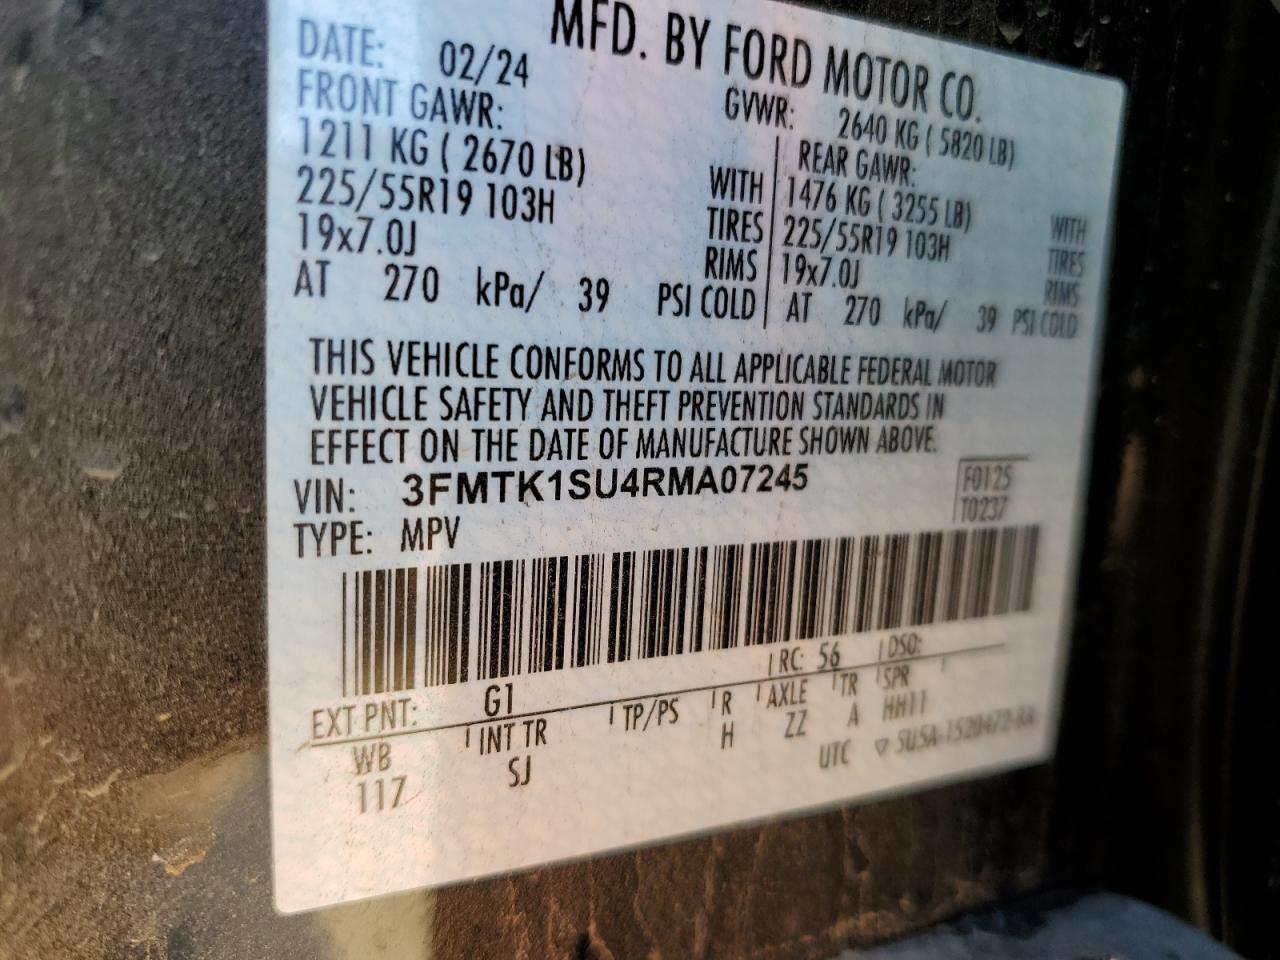 MFD. BY FORD MOTOR CO.
DATE: 02/24 GVWR: 2640 KG ( 5820 LB)
FRONT GAWR: REAR GAWR:
1211 KG ( 2670 LB) WITH 1476 KG ( 3255 LB) WITH
225/55R19 103H TIRES 225/55R19 103H TIRES
19x7.0J RIMS 19x7.0J RIMS
AT 270 kPa/ 39 PSI COLD AT 270 kPa/ 39 PSI COLD
THIS VEHICLE CONFORMS TO ALL APPLICABLE FEDERAL MOTOR
VEHICLE SAFETY AND THEFT PREVENTION STANDARDS IN
EFFECT ON THE DATE OF MANUFACTURE SHOWN ABOVE.
VIN: 3FMTK1SU4RMA07245 F0125
TYPE: MPV T0237
EXT PNT: G1 RC: 56 DSO:
WB INT TR TP/PS R AXLE TR SPR
117 SJ H ZZ A HH11
UTC